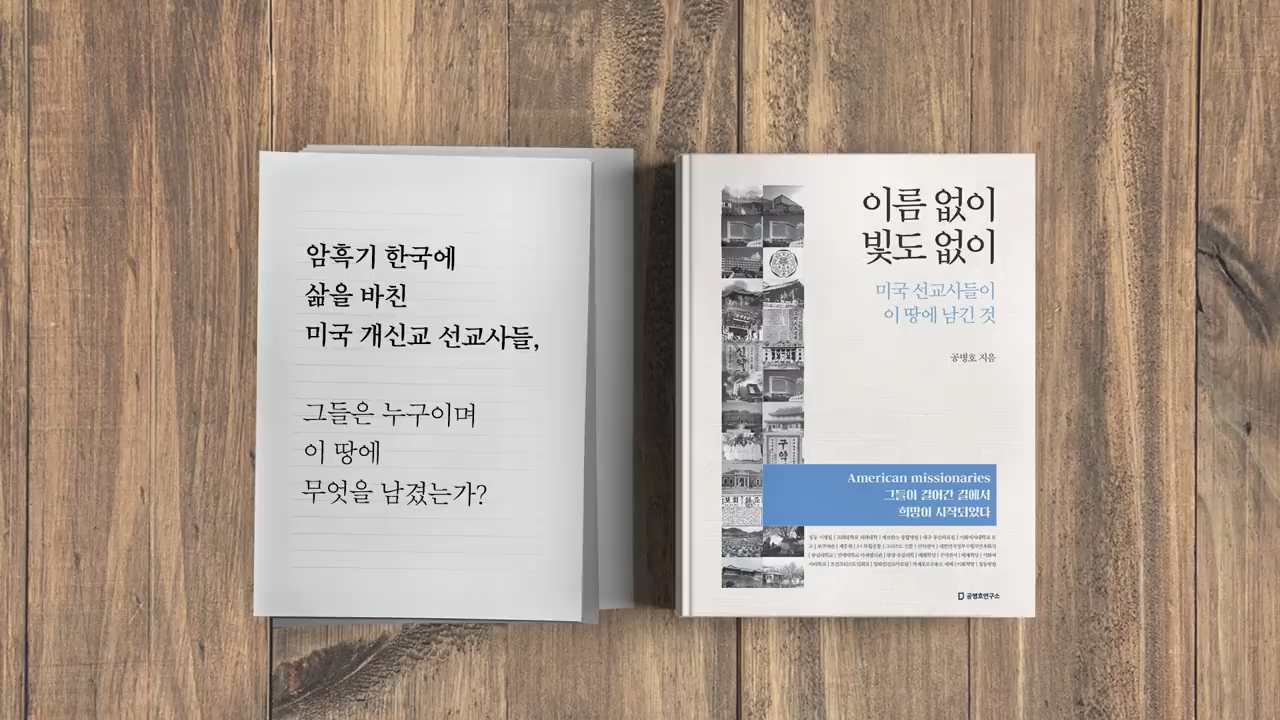 암흑기 한국에
삶을 바친
미국 개신교 선교사들,
그들은 누구이며
이 땅에
무엇을 남겼는가?
이름 없이
빛도 없이
미국 선교사들이
이 땅에 남긴 것
공병호 지음
구약
American missionaries
그들이 걸어간 길에서
희망이 시작되었다
공병호연구소